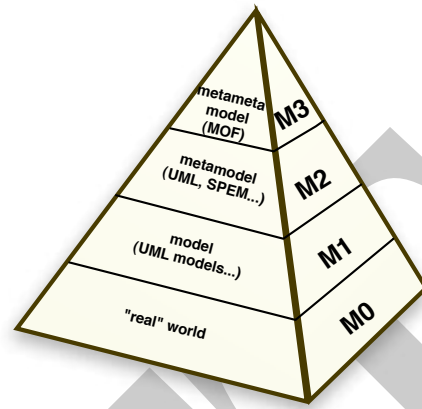 metameta
model
(MOF)
M3
metamodel
(UML, SPEM...)
M2
model
(UML models...)
M1
"real" world
M0